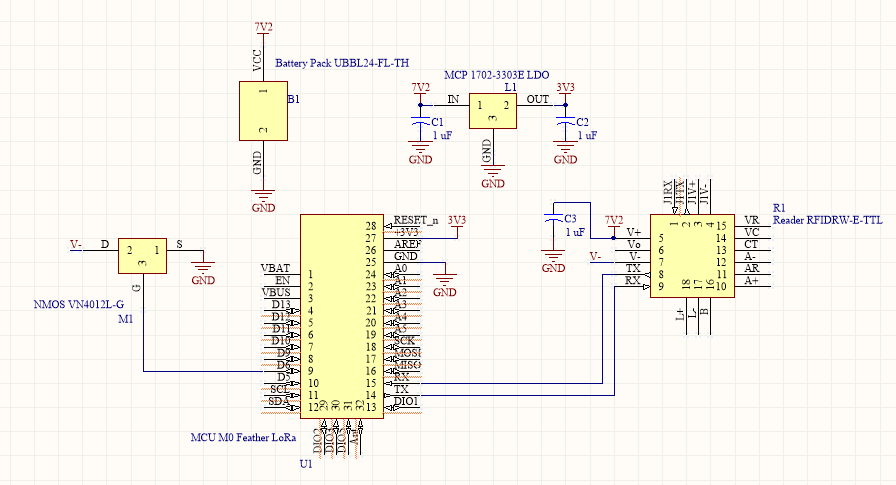 7V2
VCC
Battery Pack UBBL24-FL-TH
1
B1
2
GND
GND
MCP 1702-3303E LDO
7V2
L1
3V3
IN
1
2
OUT
3
C1
1 uF
C2
1 uF
GND
GND
GND
GND
V-
D
2
1
S
3
GND
G
NMOS VN4012L-G
M1
28
RESET_n
3V3
27
+3V3
26
AREF
25
GND
GND
VBAT
1
24
A0
EN
2
23
A1
VBUS
3
22
A2
D13
4
21
A3
D12
5
20
A4
D11
6
19
A5
D10
7
18
SCK
D9
8
17
MOSI
D6
9
16
MISO
D5
10
15
RX
SCL
11
14
TX
SDA
12
13
DIO1
29
30
31
32
DIO2
MCU M0 Feather LoRa
U1
J1RX
J1TX
J1V+
J1V-
R1
Reader RFIDRW-E-TTL
C3
1 uF
GND
7V2
1
2
3
4
15
VR
V+
5
14
VC
Vo
6
13
CT
V-
V-
7
12
A-
TX
8
11
AR
RX
9
10
A+
18
17
16
L+
L-
B